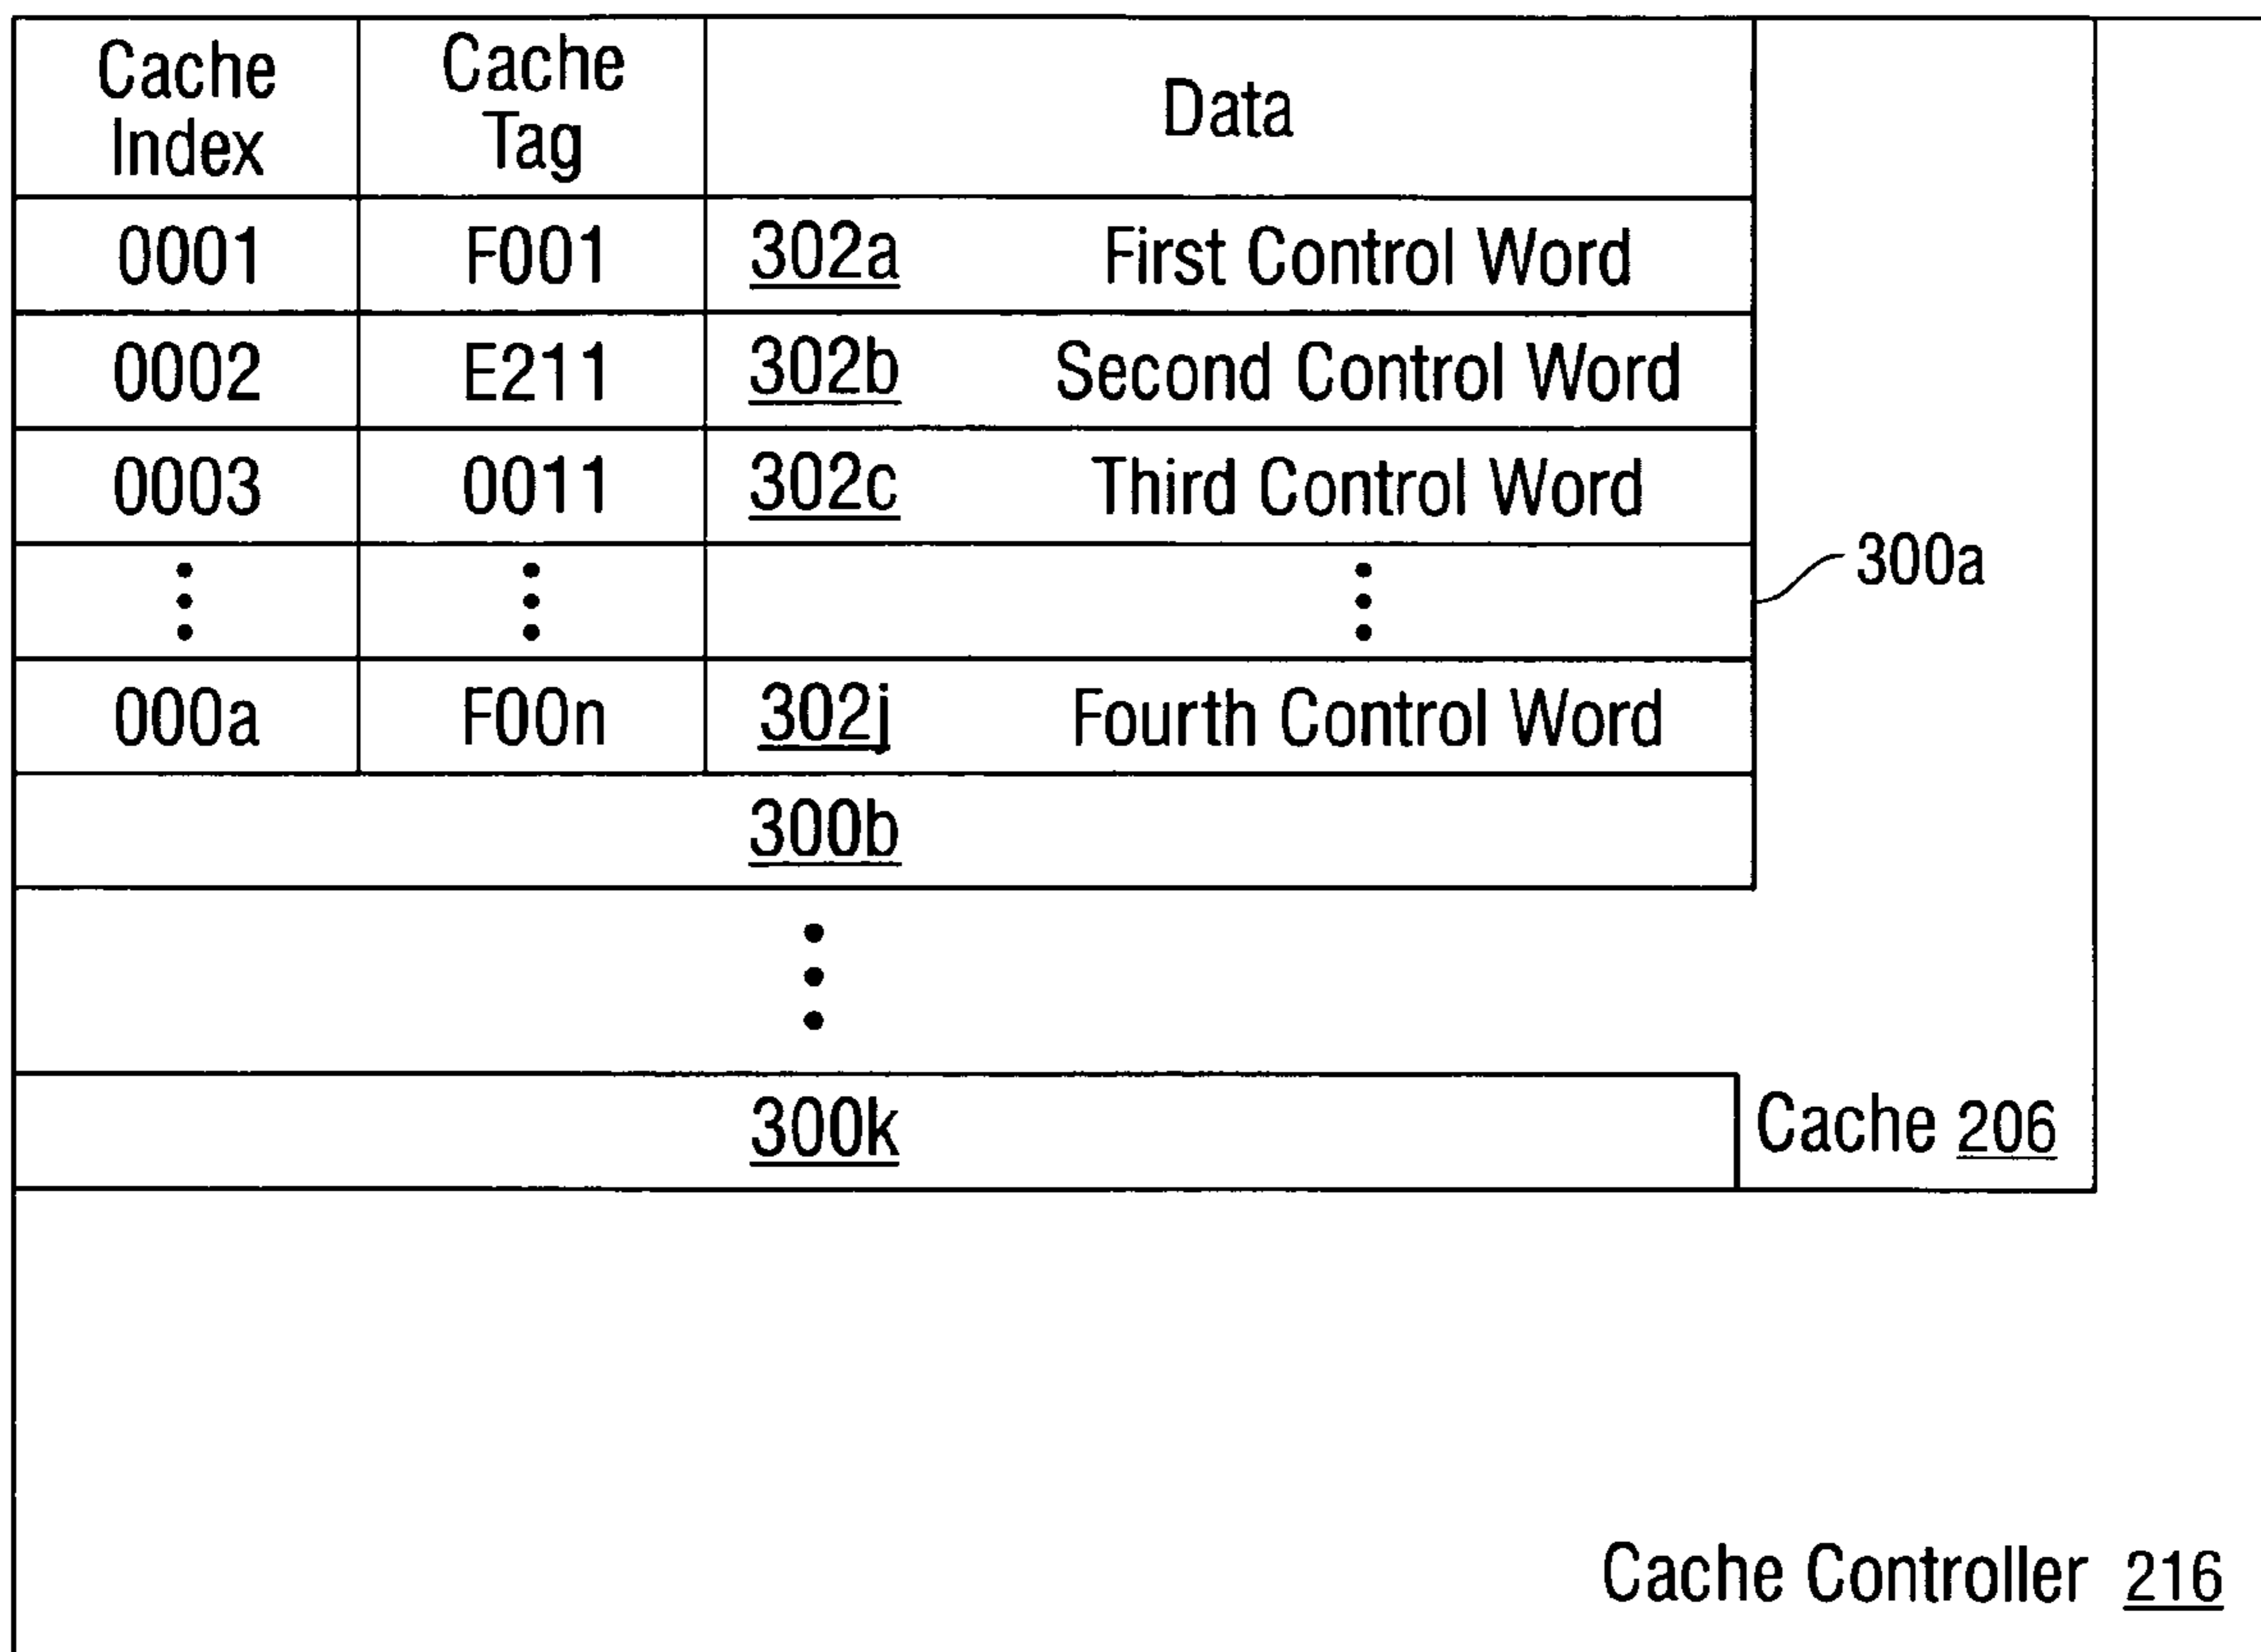 Cache Index Cache Tag Data
0001 F001 302a First Control Word
0002 E211 302b Second Control Word
0003 0011 302c Third Control Word
300a
000a F00n 302j Fourth Control Word
300b
300k Cache 206
Cache Controller 216